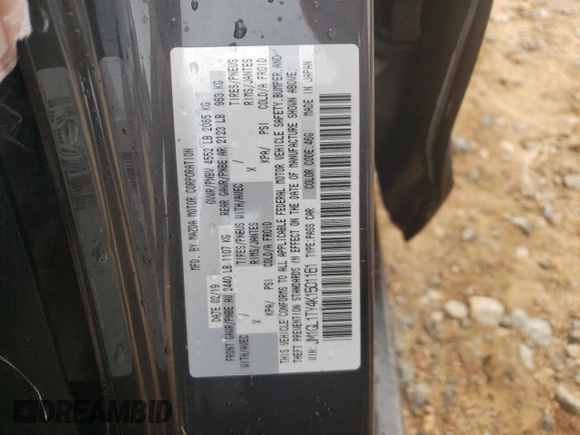 MFD. BY MAZDA MOTOR CORPORATION
DATE 02/19 GVWR/PNBV 4552 LB 2065 KG
FRONT GAWR/PNBE AV 2440 LB 1107 KG REAR GAWR/PNBE AR 2123 LB 963 KG
WITH/AVEC TIRES/PNEUS WITH/AVEC TIRES/PNEUS
X RIMS/JANTES X RIMS/JANTES
KPA/ PSI COLD/A FROID KPA/ PSI COLD/A FROID
THIS VEHICLE CONFORMS TO ALL APPLICABLE FEDERAL MOTOR VEHICLE SAFETY, BUMPER, AND
THEFT PREVENTION STANDARDS IN EFFECT ON THE DATE OF MANUFACTURE SHOWN ABOVE.
VIN: JM1GL1TY4K1501161 TYPE: PASS CAR COLOR CODE: 46G MADE IN JAPAN
DREAMBID